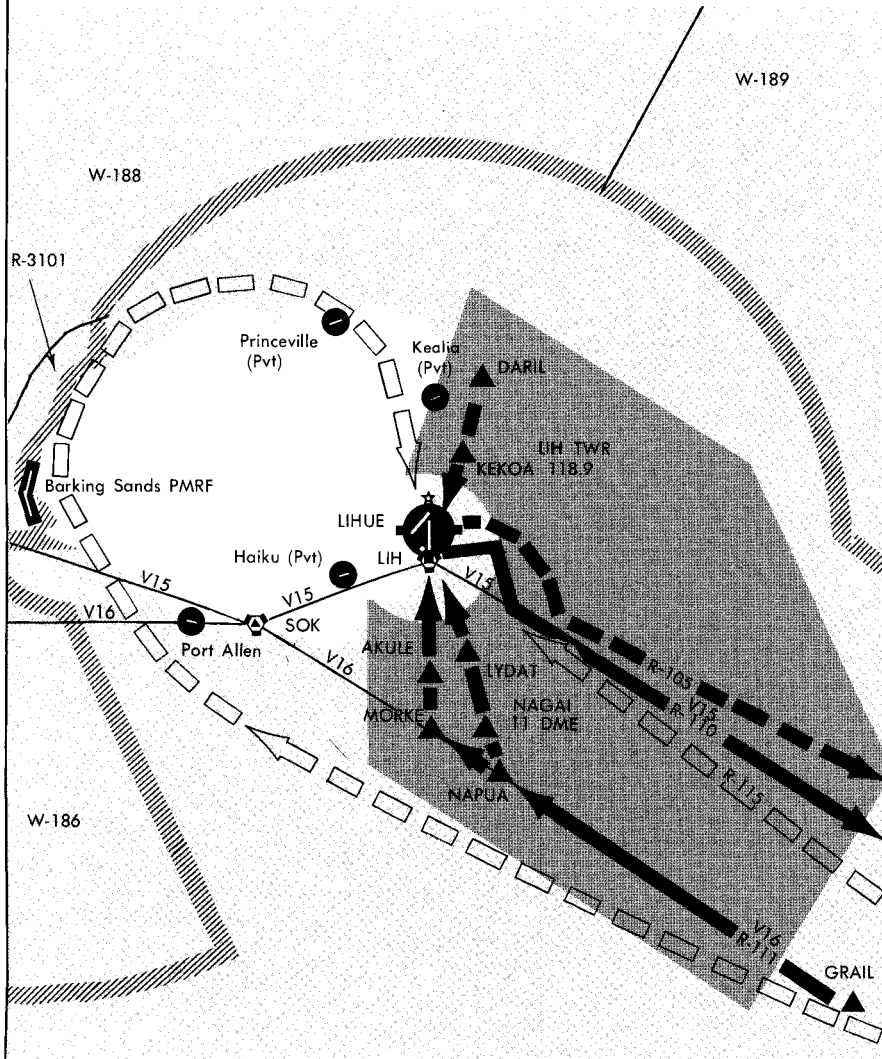 W-189
W-188
R-3101
Princeville
(Pvt)
Kealia
(Pvt)
DARIL
LIH TWR
118.9
KEKOA
Barking Sands PMRF
LIHUE
LIH
Haiku (Pvt)
V15
V15
V15
V16
SOK
Port Allen
V16
AKULE
LYDAT
R-105
V15
R-110
NAGAI
11 DME
MORKE
R-115
NAPUA
W-186
V16
R-111
GRAIL